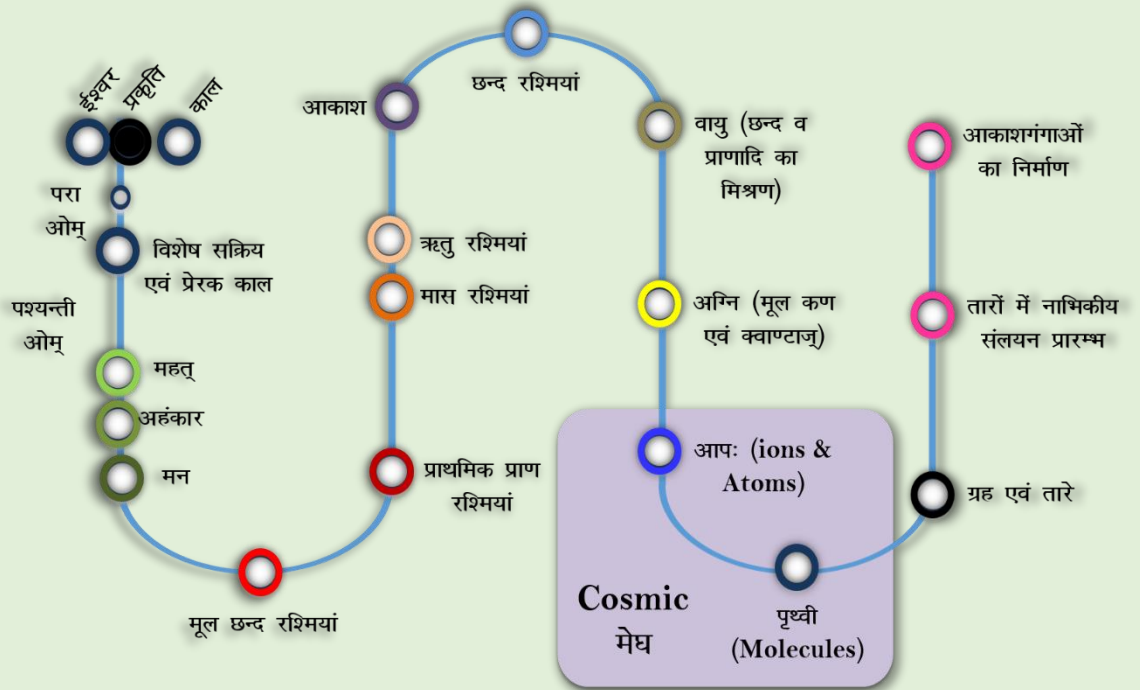 ईश्वर
प्रकृति
काल
परा
ओम्
विशेष सक्रिय
एवं प्रेरक काल
पश्यन्ती
ओम्
महत्
अहंकार
मन
मूल छन्द रश्मियां
प्राथमिक प्राण
रश्मियां
मास रश्मियां
ऋतु रश्मियां
आकाश
छन्द रश्मियां
वायु (छन्द व
प्राणादि का
मिश्रण)
अग्नि (मूल कण
एवं क्वाण्टाज्)
आपः (ions &
Atoms)
Cosmic
मेघ
पृथ्वी
(Molecules)
ग्रह एवं तारे
तारों में नाभिकीय
संलयन प्रारम्भ
आकाशगंगाओं
का निर्माण